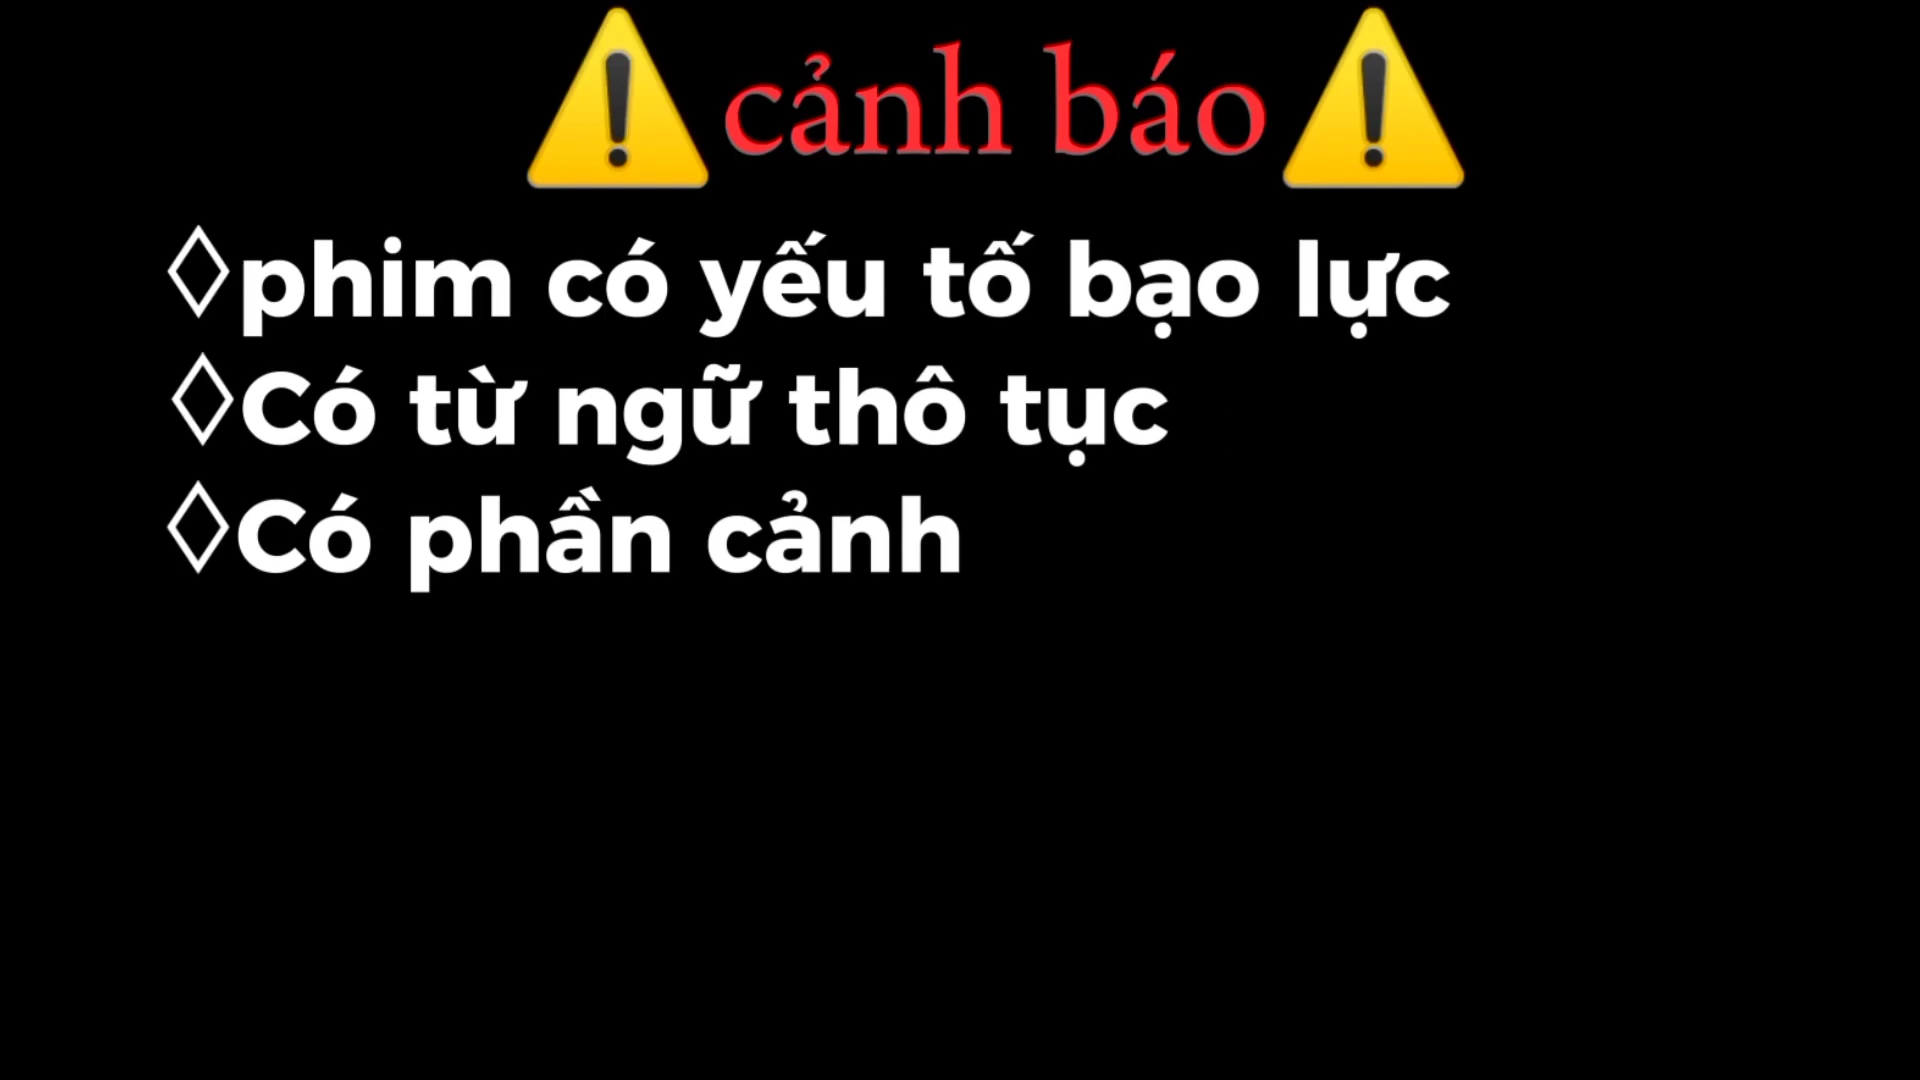 ⚠️cảnh báo⚠️
◊phim có yếu tố bạo lực
◊Có từ ngữ thô tục
◊Có phần cảnh